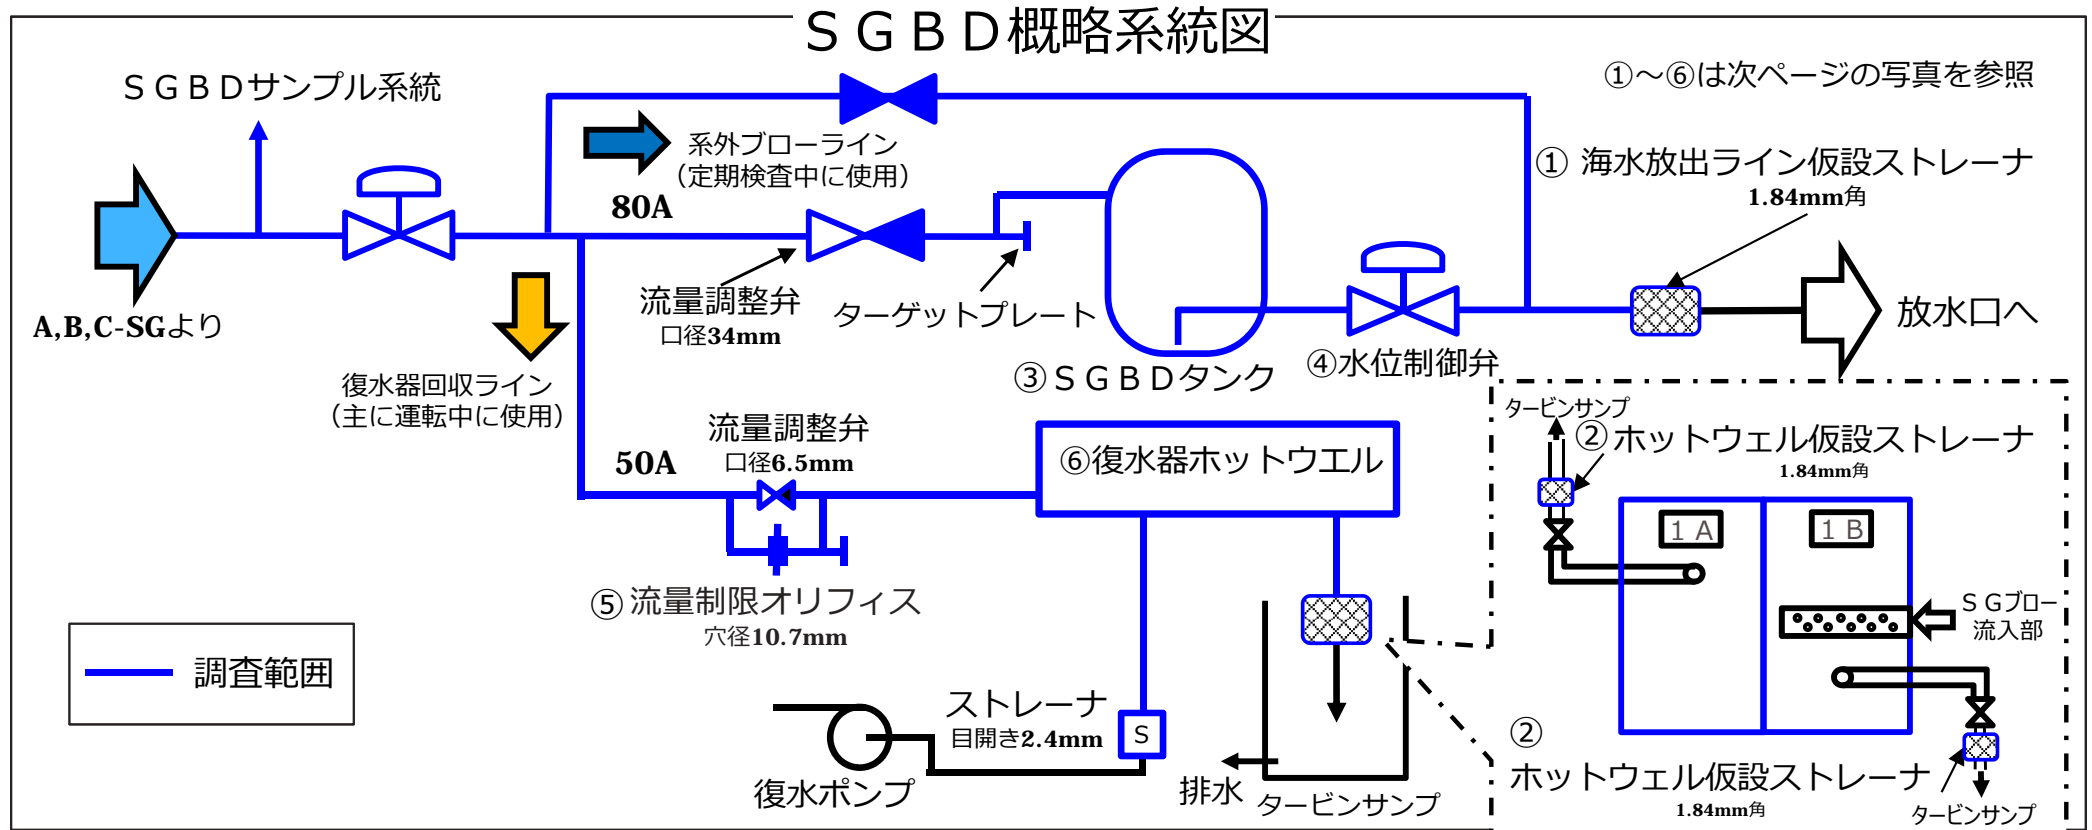 ＳＧＢＤ概略系統図
ＳＧＢＤサンプル系統
①～⑥は次ページの写真を参照
系外ブローライン
（定期検査中に使用）
① 海水放出ライン仮設ストレーナ
1.84mm角
80A
A,B,C-SGより
流量調整弁
口径34mm
ターゲットプレート
放水口へ
③ＳＧＢＤタンク
④水位制御弁
復水器回収ライン
（主に運転中に使用）
流量調整弁
口径6.5mm
50A
⑥復水器ホットウエル
タービンサンプ
②ホットウェル仮設ストレーナ
1.84mm角
１Ａ
１Ｂ
⑤流量制限オリフィス
穴径10.7mm
ＳＧブロー
流入部
調査範囲
ストレーナ
目開き2.4mm
S
復水ポンプ
排水
タービンサンプ
②
ホットウェル仮設ストレーナ
1.84mm角
タービンサンプ